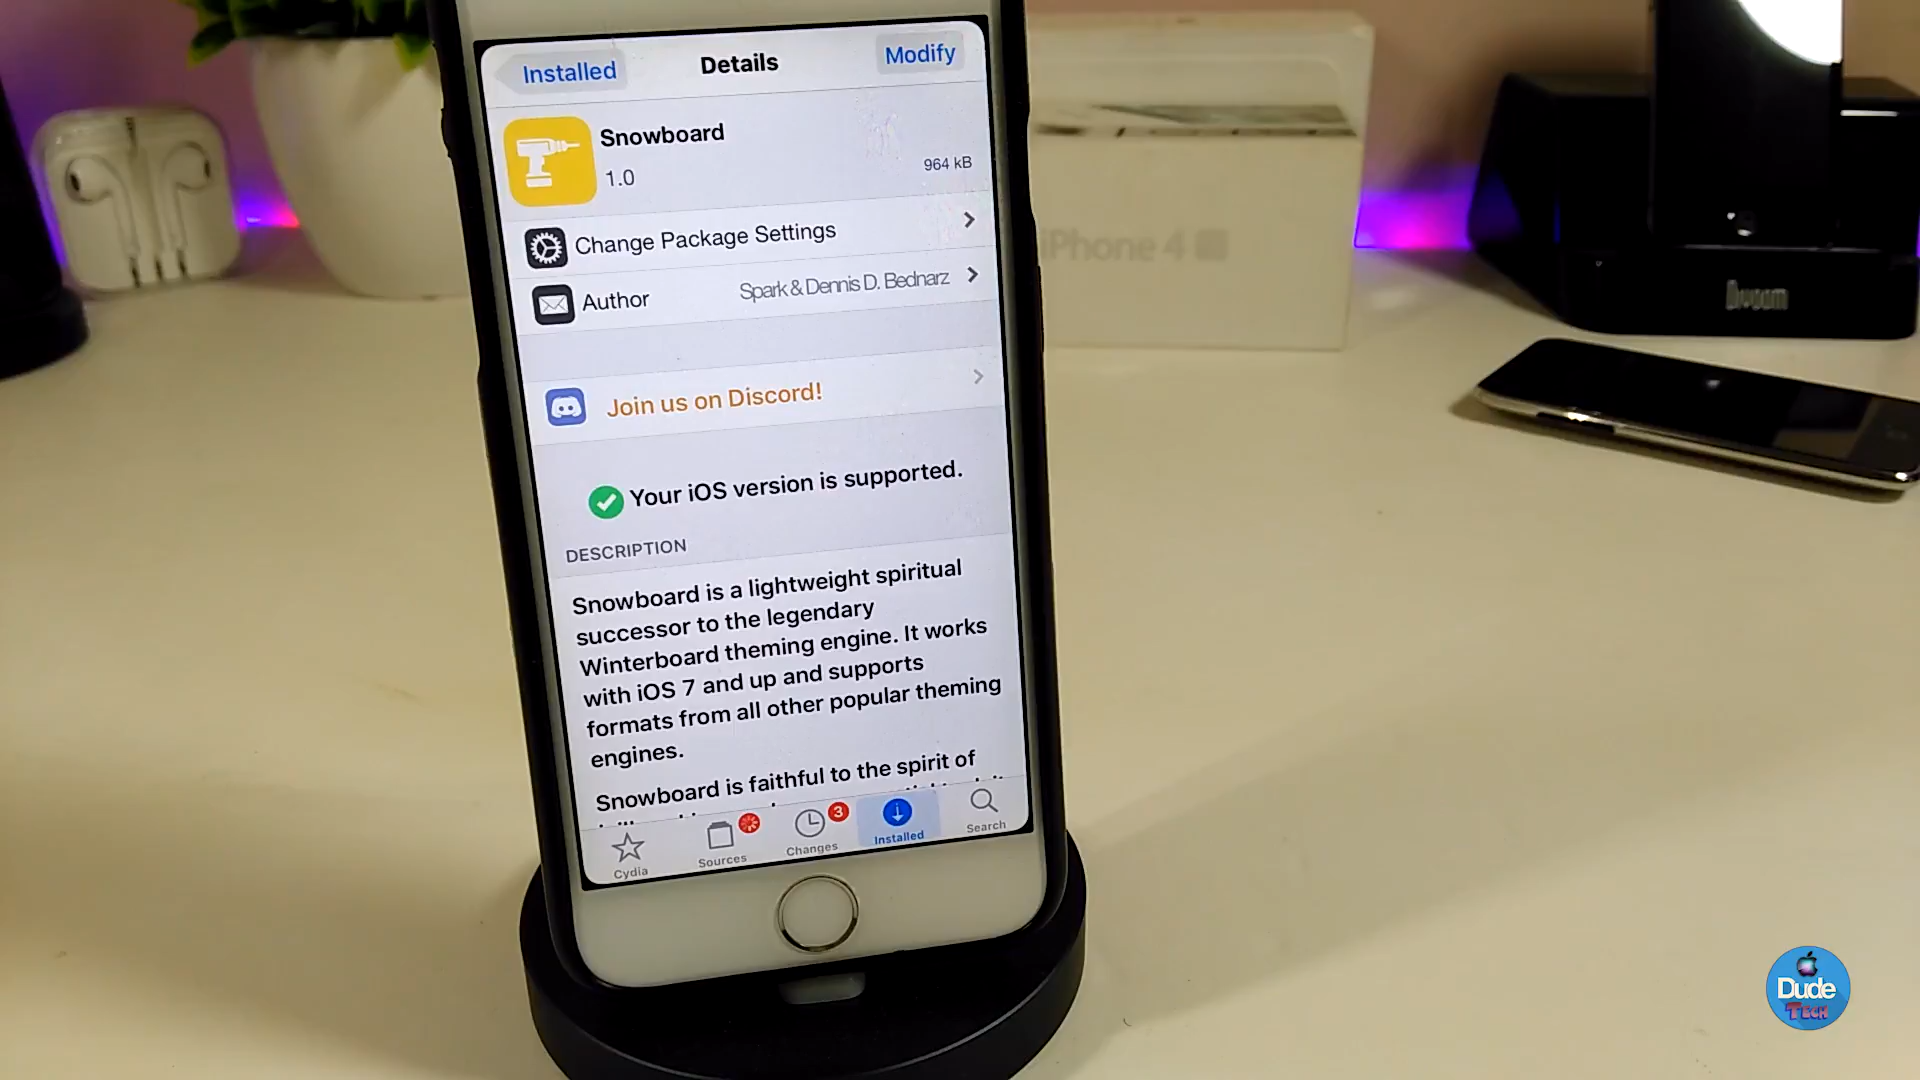 Installed
Details
Modify
Snowboard
1.0
964 kB
Change Package Settings
Author
Spark & Dennis D. Bednarz
Join us on Discord!
Your iOS version is supported.
DESCRIPTION
Snowboard is a lightweight spiritual
successor to the legendary
Winterboard theming engine. It works
with iOS 7 and up and supports
formats from all other popular theming
engines.
Snowboard is faithful to the spirit of
3
Cydia
Sources
Changes
Installed
Search
iPhone 4
Divoom
Dude
Tech